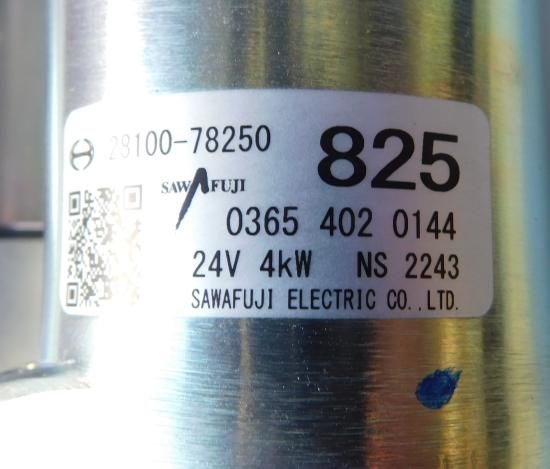 28100-78250 825
SAWAFUJI
0365 402 0144
24V 4kW NS 2243
SAWAFUJI ELECTRIC CO.,LTD.